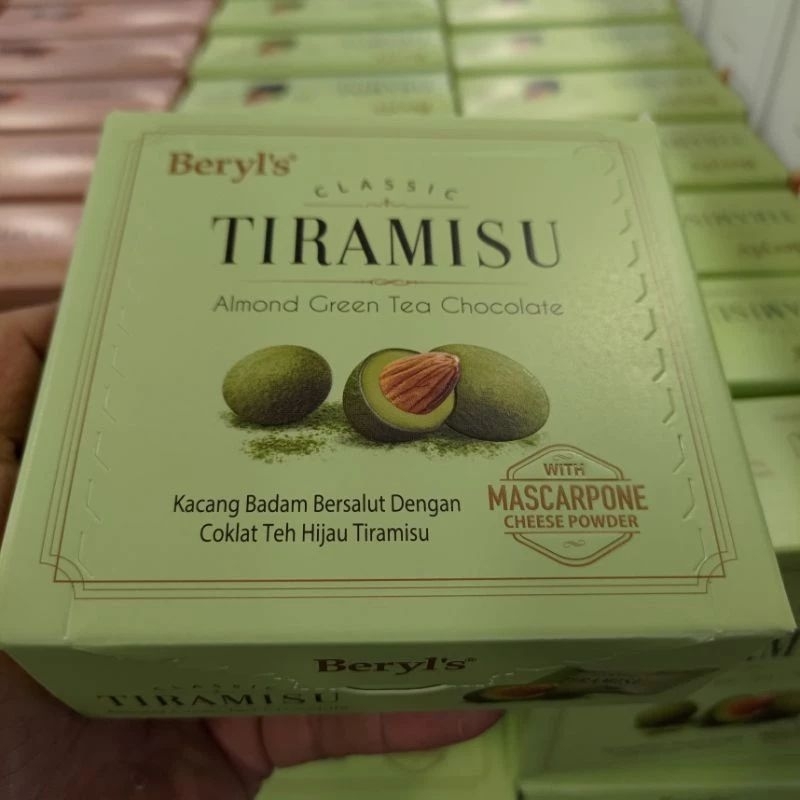 Beryl's®
CLASSIC
TIRAMISU
Almond Green Tea Chocolate
WITH
MASCARPONE
CHEESE POWDER
Kacang Badam Bersalut Dengan
Coklat Teh Hijau Tiramisu
Beryl's®
CLASSIC
TIRAMISU